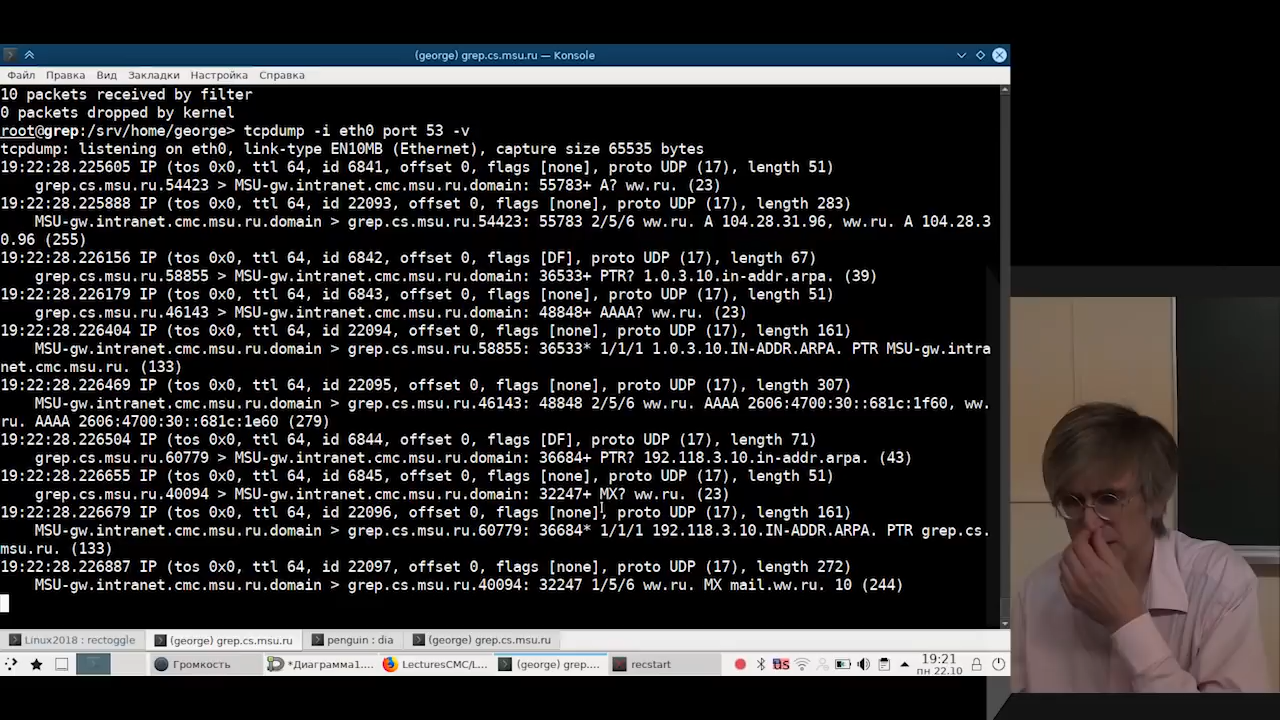 (george) grep.cs.msu.ru — Konsole
Файл Правка Вид Закладки Настройка Справка
10 packets received by filter
0 packets dropped by kernel
root@grep:/srv/home/george> tcpdump -i eth0 port 53 -v
tcpdump: listening on eth0, link-type EN10MB (Ethernet), capture size 65535 bytes
19:22:28.225605 IP (tos 0x0, ttl 64, id 6841, offset 0, flags [none], proto UDP (17), length 51)
grep.cs.msu.ru.54423 > MSU-gw.intranet.cmc.msu.ru.domain: 55783+ A? ww.ru. (23)
19:22:28.225888 IP (tos 0x0, ttl 64, id 22093, offset 0, flags [none], proto UDP (17), length 283)
MSU-gw.intranet.cmc.msu.ru.domain > grep.cs.msu.ru.54423: 55783 2/5/6 ww.ru. A 104.28.31.96, ww.ru. A 104.28.3
0.96 (255)
19:22:28.226156 IP (tos 0x0, ttl 64, id 6842, offset 0, flags [DF], proto UDP (17), length 67)
grep.cs.msu.ru.58855 > MSU-gw.intranet.cmc.msu.ru.domain: 36533+ PTR? 1.0.3.10.in-addr.arpa. (39)
19:22:28.226179 IP (tos 0x0, ttl 64, id 6843, offset 0, flags [none], proto UDP (17), length 51)
grep.cs.msu.ru.46143 > MSU-gw.intranet.cmc.msu.ru.domain: 48848+ AAAA? ww.ru. (23)
19:22:28.226404 IP (tos 0x0, ttl 64, id 22094, offset 0, flags [none], proto UDP (17), length 161)
MSU-gw.intranet.cmc.msu.ru.domain > grep.cs.msu.ru.58855: 36533* 1/1/1 1.0.3.10.IN-ADDR.ARPA. PTR MSU-gw.intra
net.cmc.msu.ru. (133)
19:22:28.226469 IP (tos 0x0, ttl 64, id 22095, offset 0, flags [none], proto UDP (17), length 307)
MSU-gw.intranet.cmc.msu.ru.domain > grep.cs.msu.ru.46143: 48848 2/5/6 ww.ru. AAAA 2606:4700:30::681c:1f60, ww.
ru. AAAA 2606:4700:30::681c:1e60 (279)
19:22:28.226504 IP (tos 0x0, ttl 64, id 6844, offset 0, flags [DF], proto UDP (17), length 71)
grep.cs.msu.ru.60779 > MSU-gw.intranet.cmc.msu.ru.domain: 36684+ PTR? 192.118.3.10.in-addr.arpa. (43)
19:22:28.226655 IP (tos 0x0, ttl 64, id 6845, offset 0, flags [none], proto UDP (17), length 51)
grep.cs.msu.ru.40094 > MSU-gw.intranet.cmc.msu.ru.domain: 32247+ MX? ww.ru. (23)
19:22:28.226679 IP (tos 0x0, ttl 64, id 22096, offset 0, flags [none], proto UDP (17), length 161)
MSU-gw.intranet.cmc.msu.ru.domain > grep.cs.msu.ru.60779: 36684* 1/1/1 192.118.3.10.IN-ADDR.ARPA. PTR grep.cs.
msu.ru. (133)
19:22:28.226887 IP (tos 0x0, ttl 64, id 22097, offset 0, flags [none], proto UDP (17), length 272)
MSU-gw.intranet.cmc.msu.ru.domain > grep.cs.msu.ru.40094: 32247 1/5/6 ww.ru. MX mail.ww.ru. 10 (244)
Linux2018 : rectoggle (george) grep.cs.msu.ru penguin : dia (george) grep.cs.msu.ru
Громкость *Диаграмма1.... LecturesCMC/L... (george) grep.... recstart US 19:21
пн 22.10